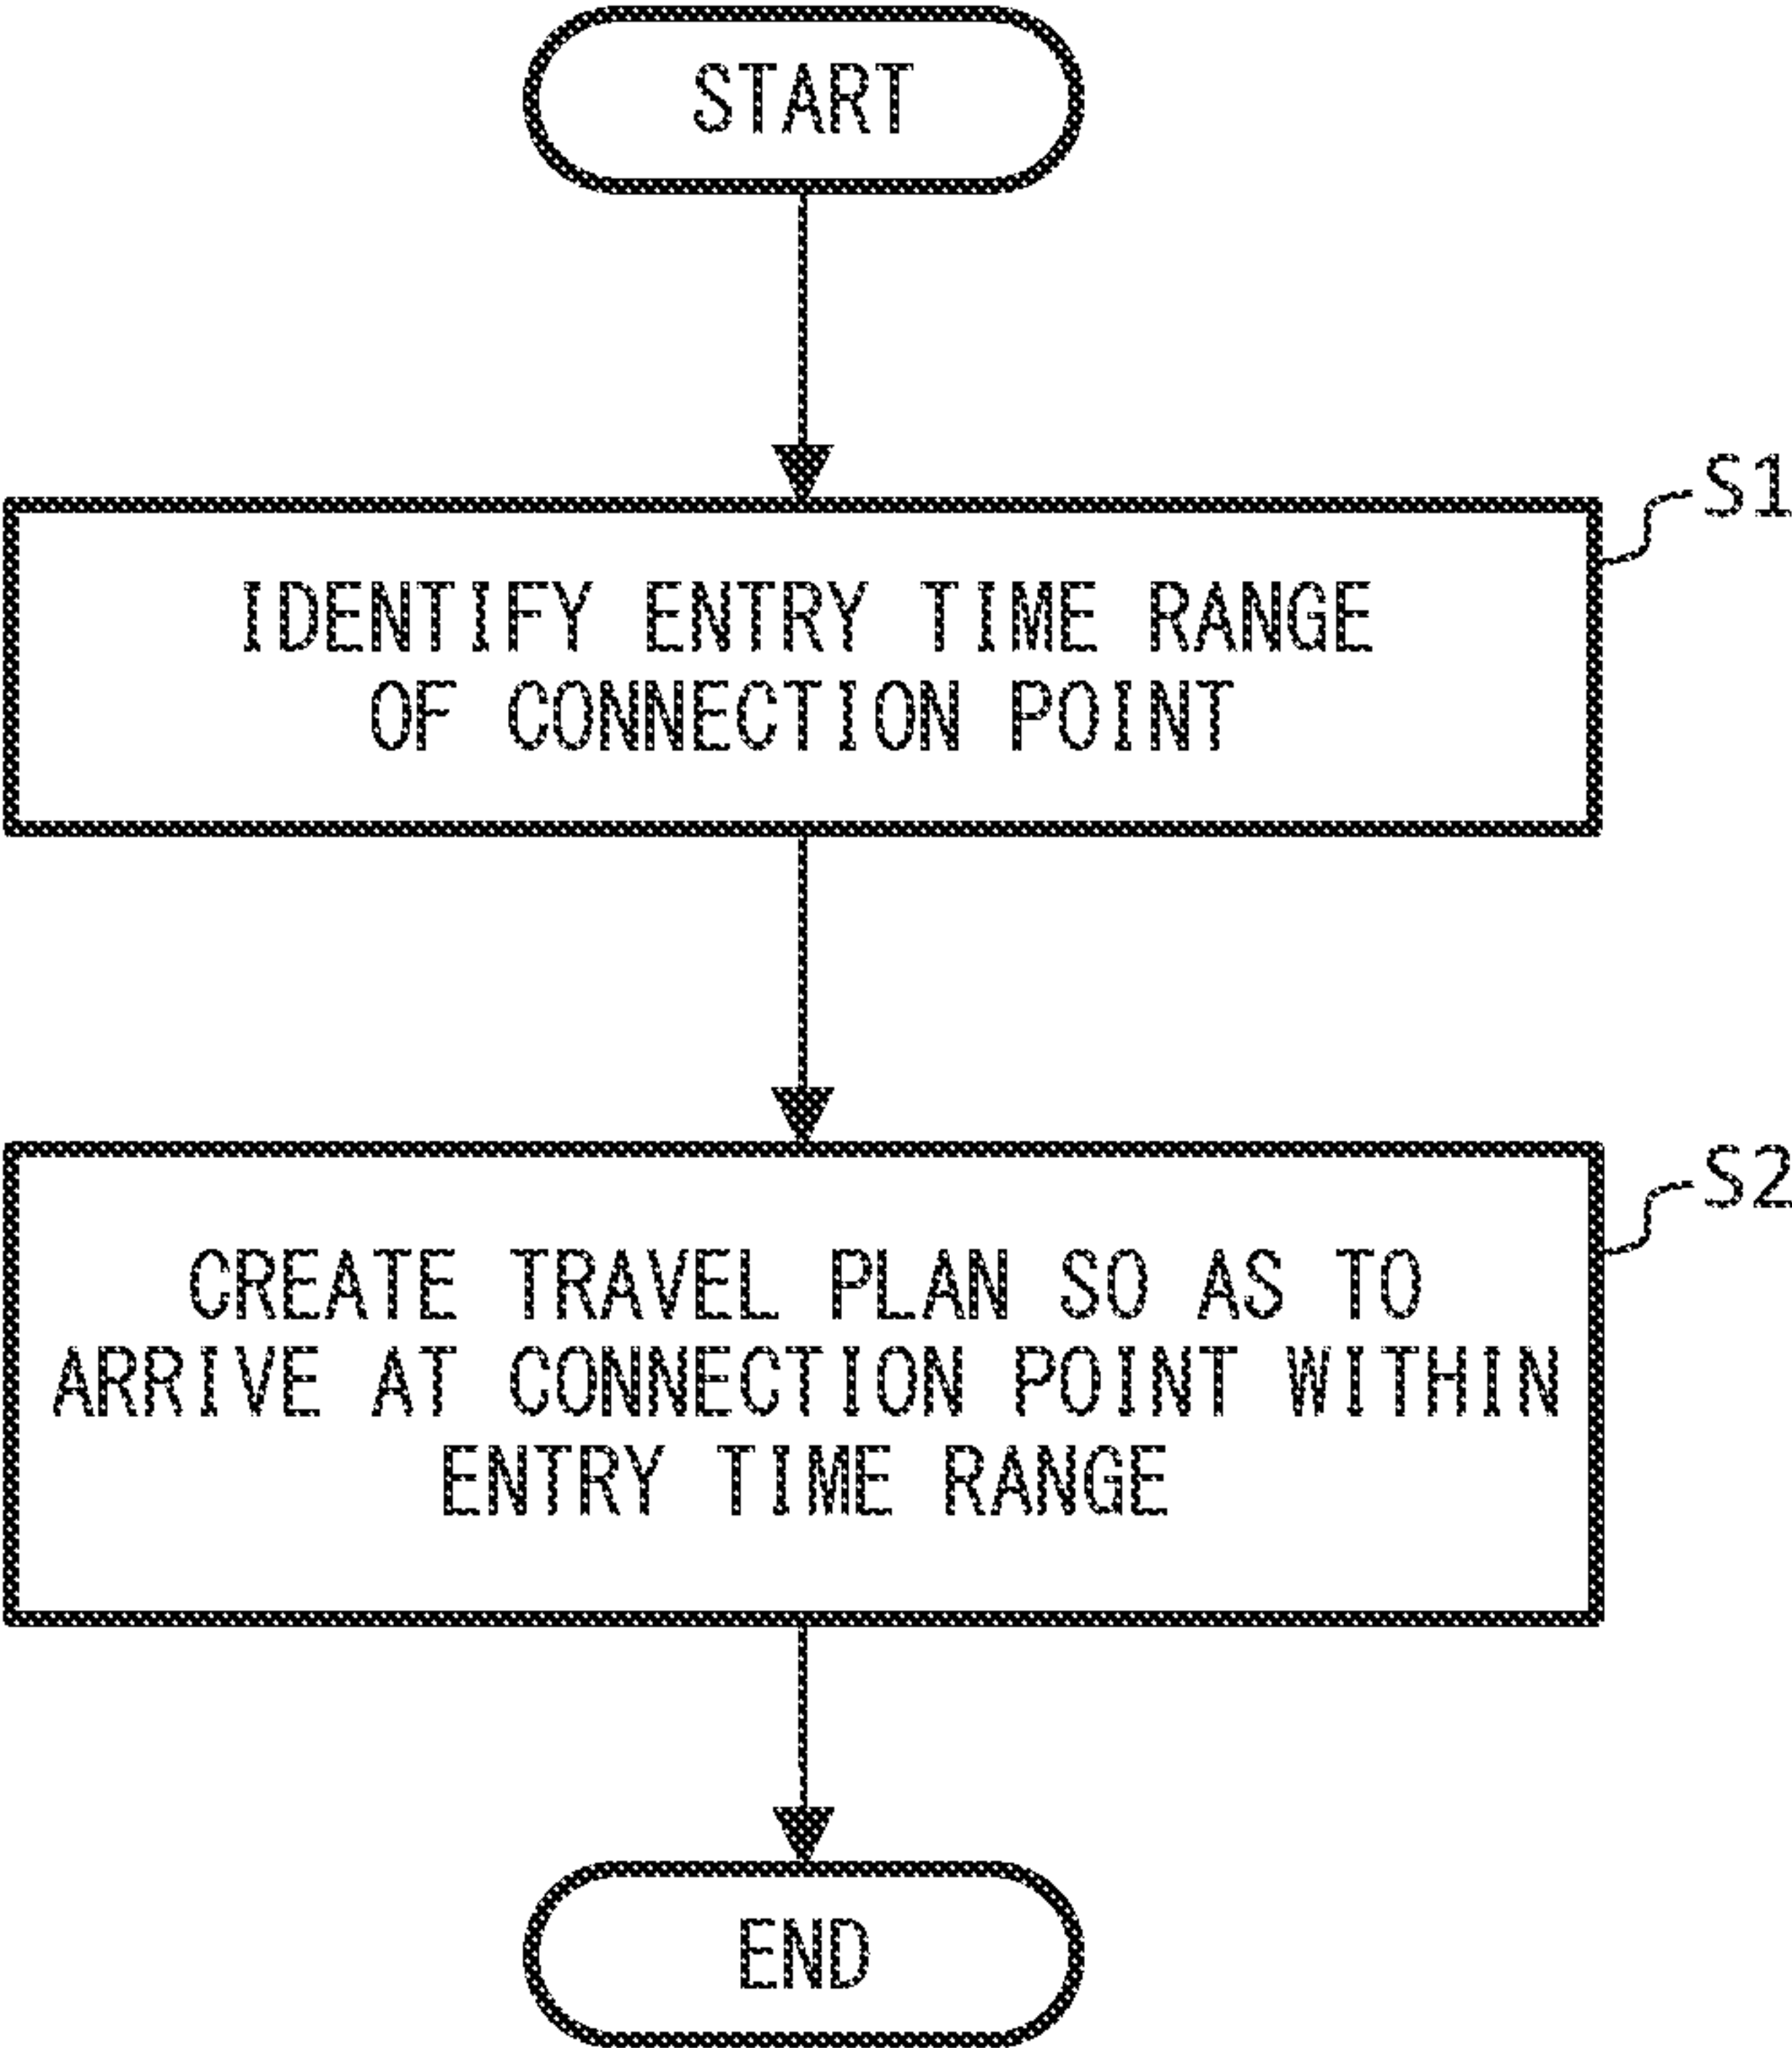 START
S1
IDENTIFY ENTRY TIME RANGE
OF CONNECTION POINT
S2
CREATE TRAVEL PLAN SO AS TO
ARRIVE AT CONNECTION POINT WITHIN
ENTRY TIME RANGE
END